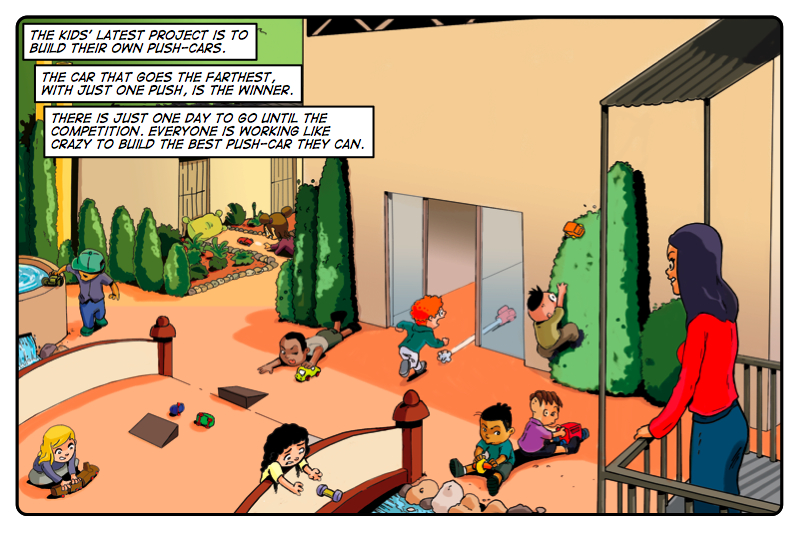 THE KIDS' LATEST PROJECT IS TO
BUILD THEIR OWN PUSH-CARS.
THE CAR THAT GOES THE FARTHEST,
WITH JUST ONE PUSH, IS THE WINNER.
THERE IS JUST ONE DAY TO GO UNTIL THE
COMPETITION. EVERYONE IS WORKING LIKE
CRAZY TO BUILD THE BEST PUSH-CAR THEY CAN.